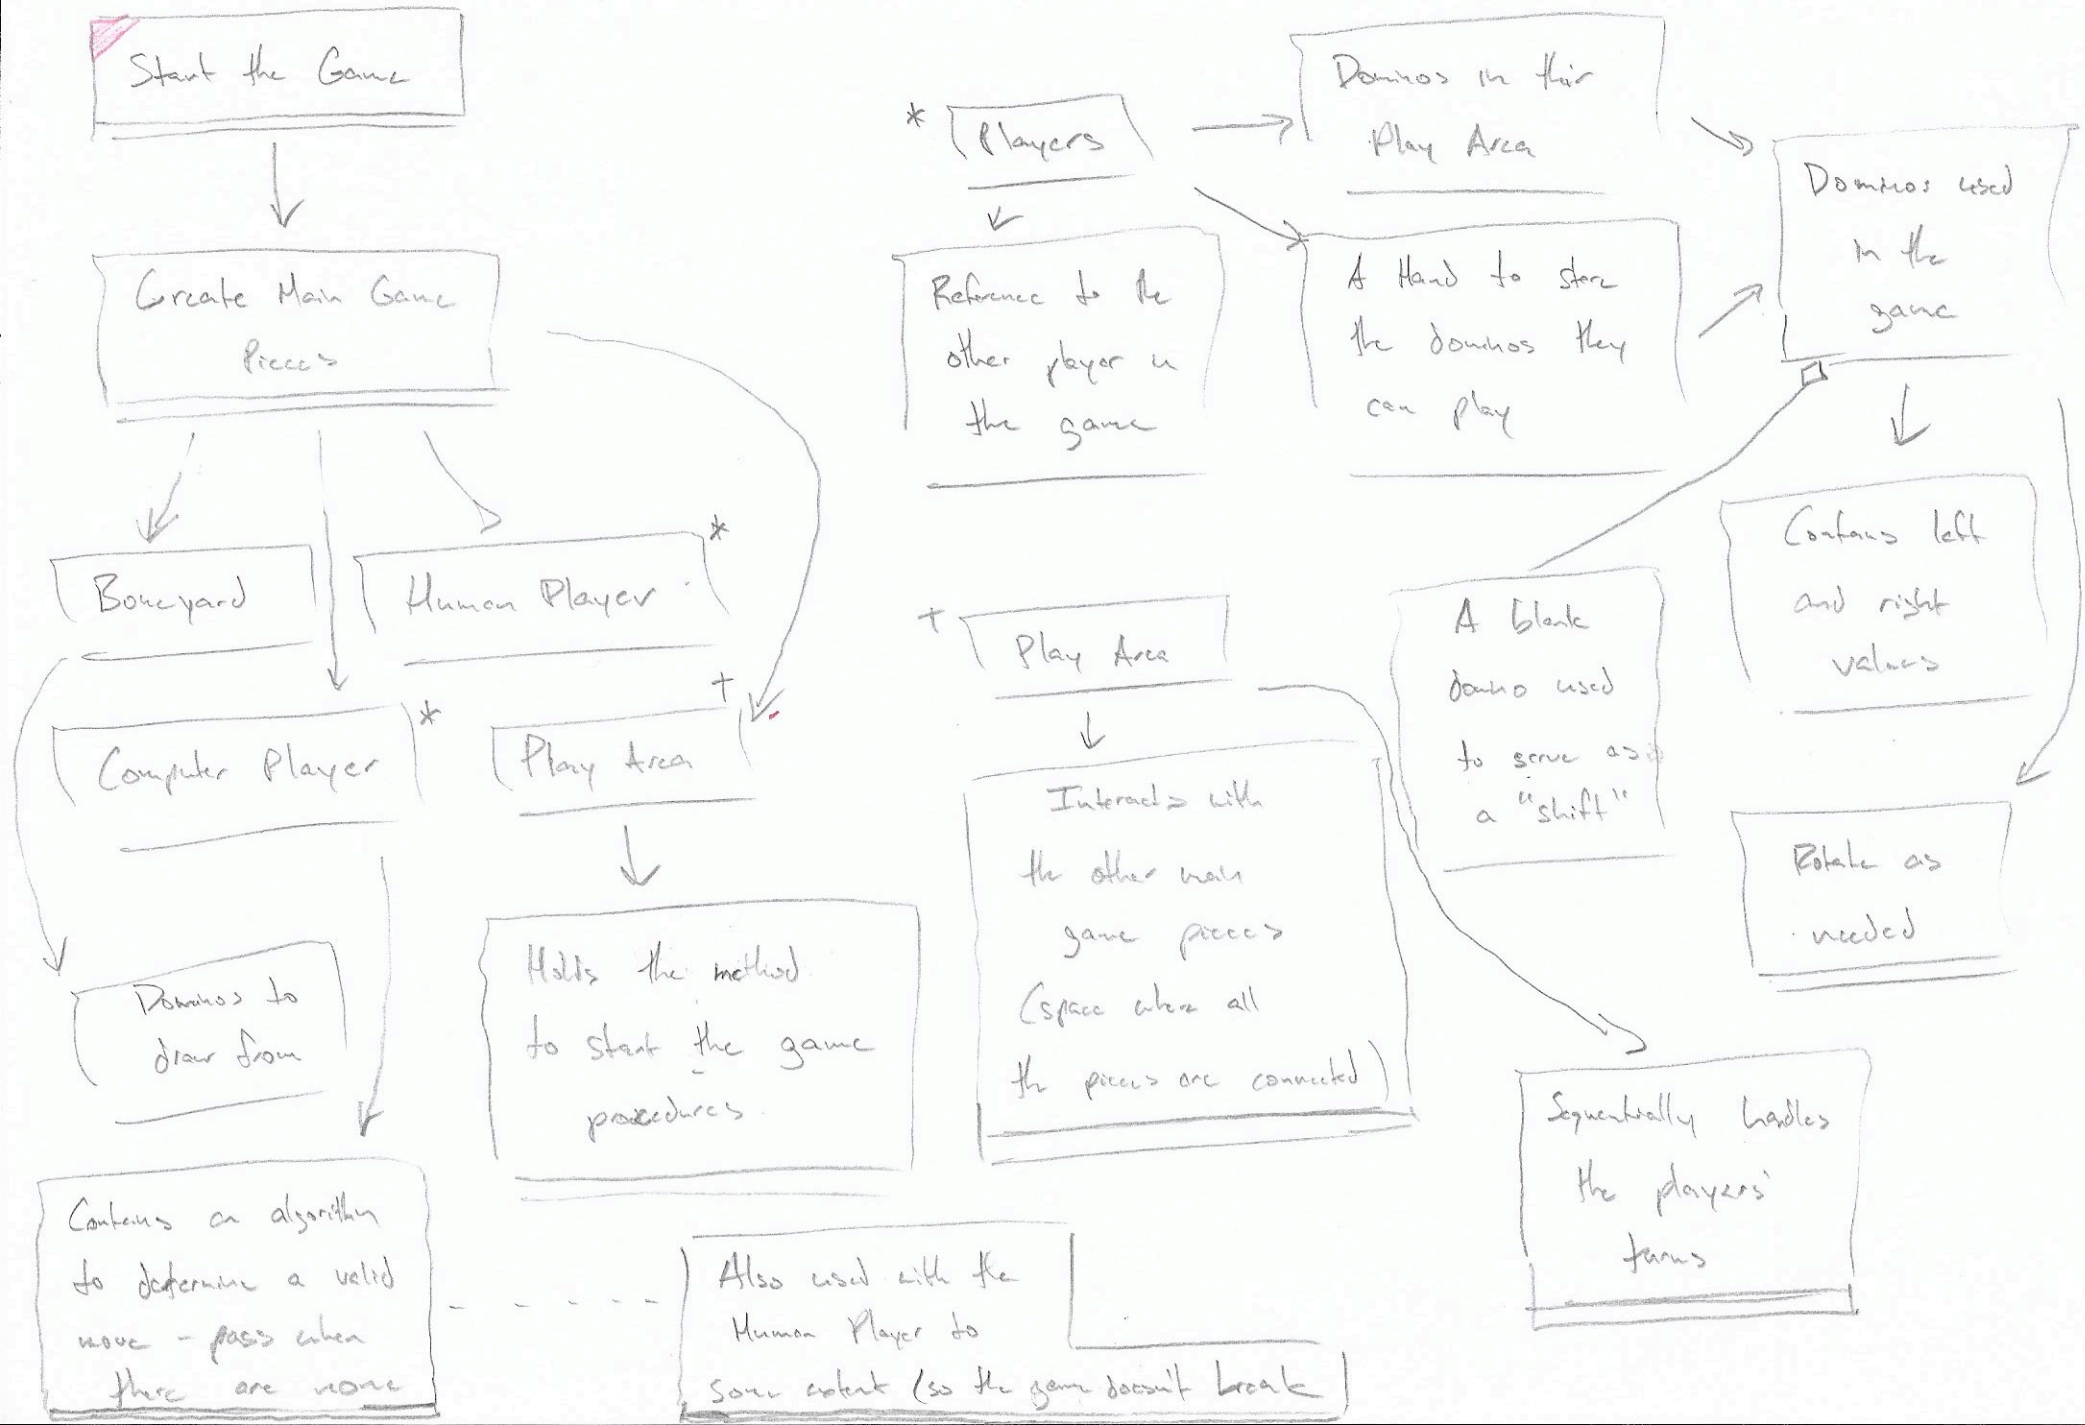 Start the Game
Create Main Game
Pieces
Boneyard
Human Player *
Computer Player *
Play Area †
Dominos to
draw from
Holds the method
to start the game
procedures
Contains an algorithm
to determine a valid
move - pass when
there are none
Also used with the
Human Player to
some extent (so the game doesn't break)
* Players
Dominos in their
Play Area
Reference to the
other player in
the game
A Hand to store
the dominos they
can play
Dominos used
in the
game
Contains left
and right
values
Rotate as
needed
A blank
domino used
to serve as
a "shift"
† Play Area
Interacts with
the other main
game pieces
(space where all
the pieces are connected)
Sequentially handles
the players'
turns